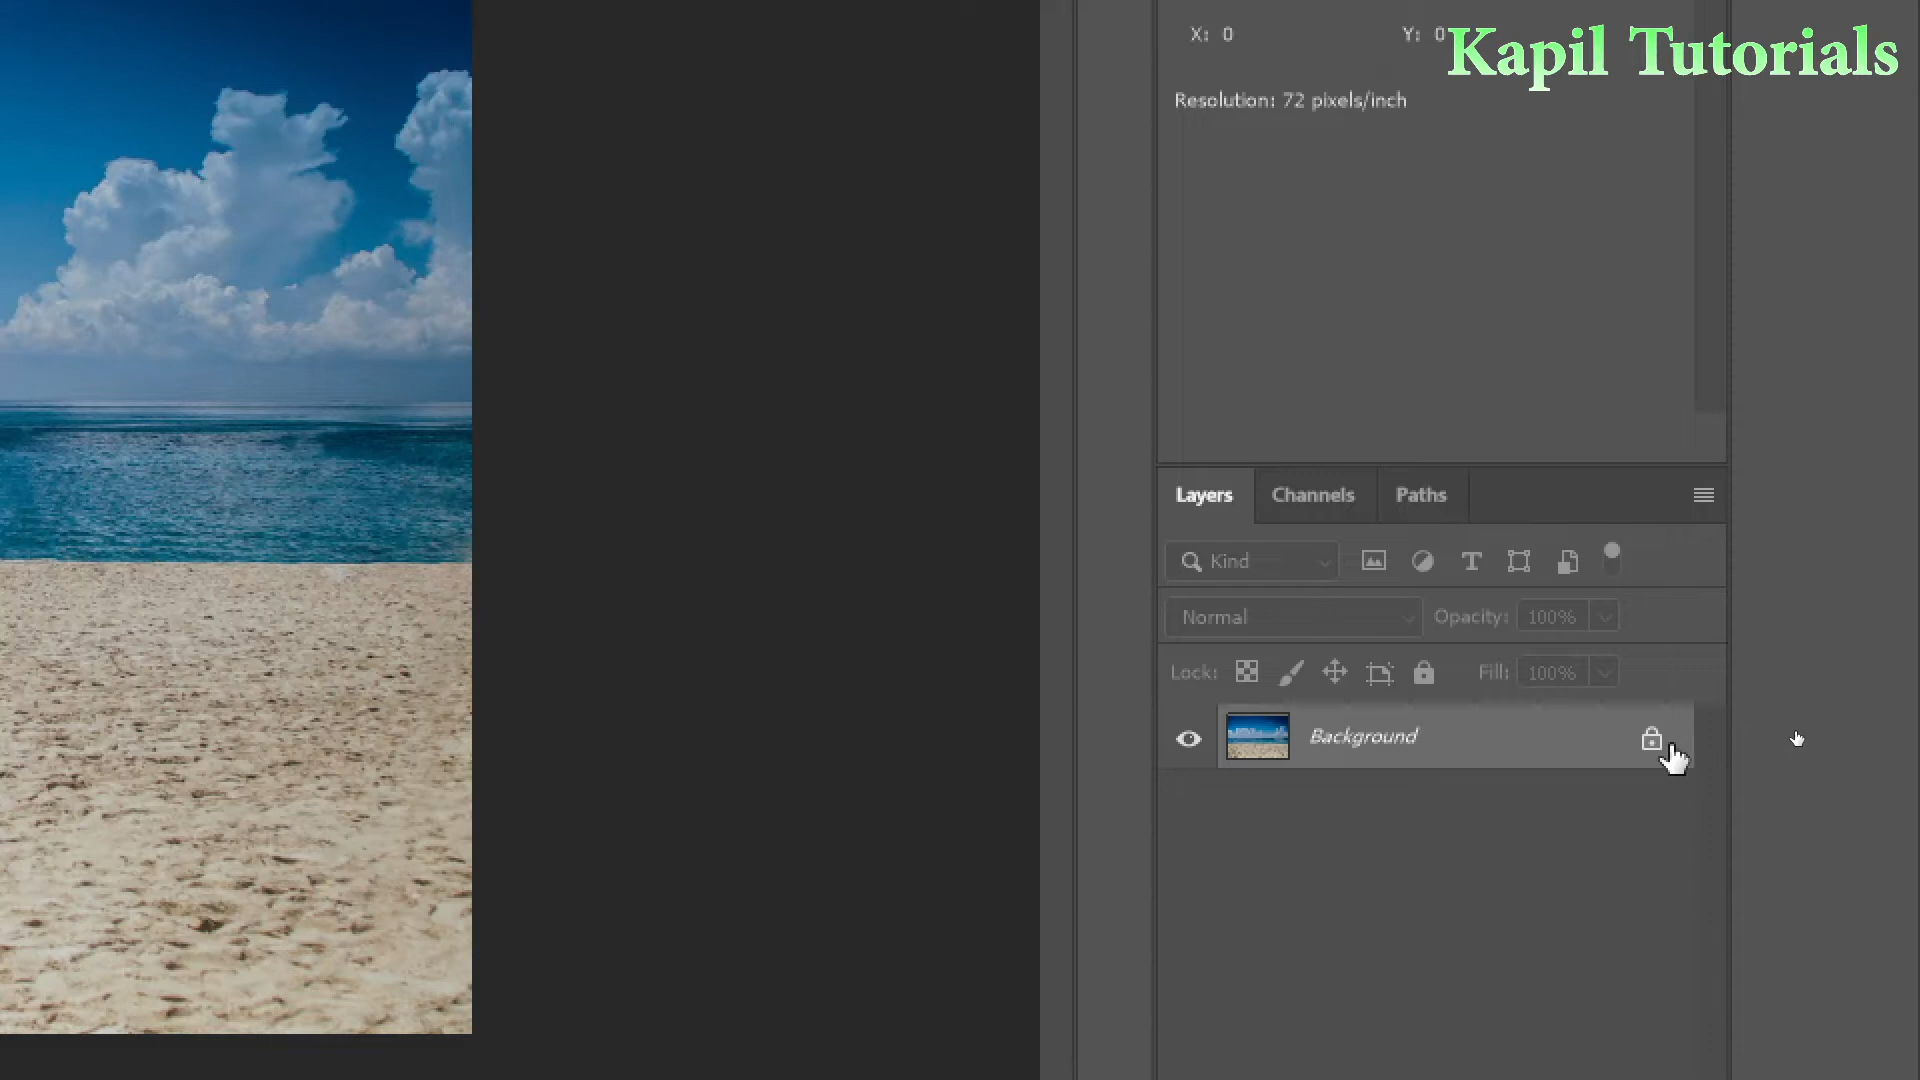 X: 0 Y: 0
Kapil Tutorials
Resolution: 72 pixels/inch
Layers Channels Paths
Kind
Normal Opacity: 100%
Lock: Fill: 100%
Background